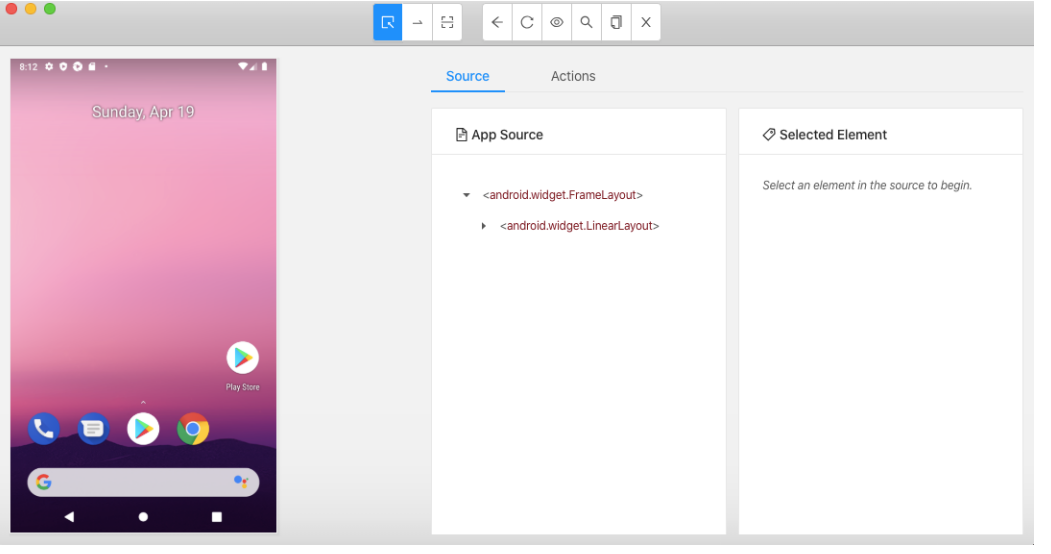 8:12
Sunday, Apr 19
Play Store
G
Source Actions
App Source
<android.widget.FrameLayout>
<android.widget.LinearLayout>
Selected Element
Select an element in the source to begin.